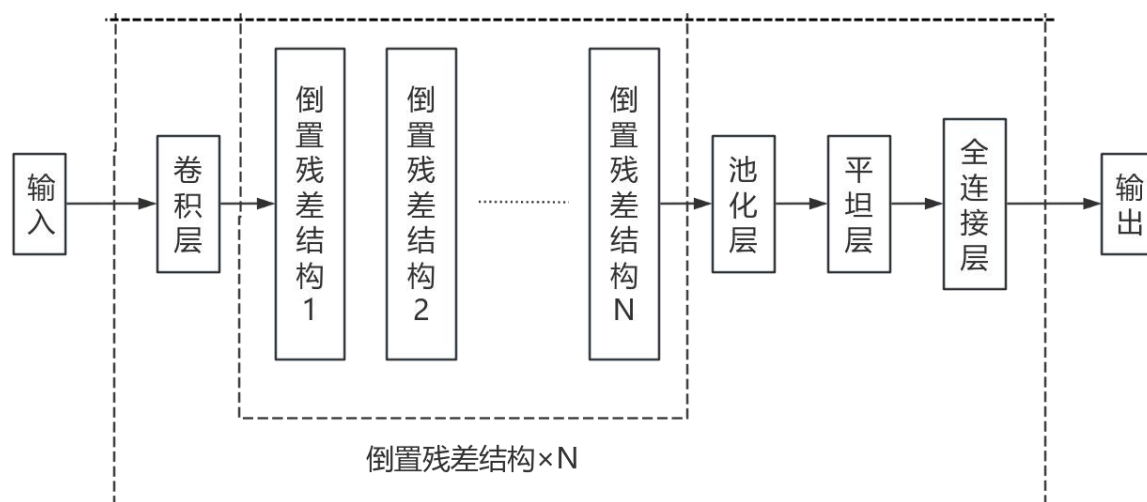 输入
卷积层
倒置残差结构1
倒置残差结构2
倒置残差结构N
池化层
平坦层
全连接层
输出
倒置残差结构×N